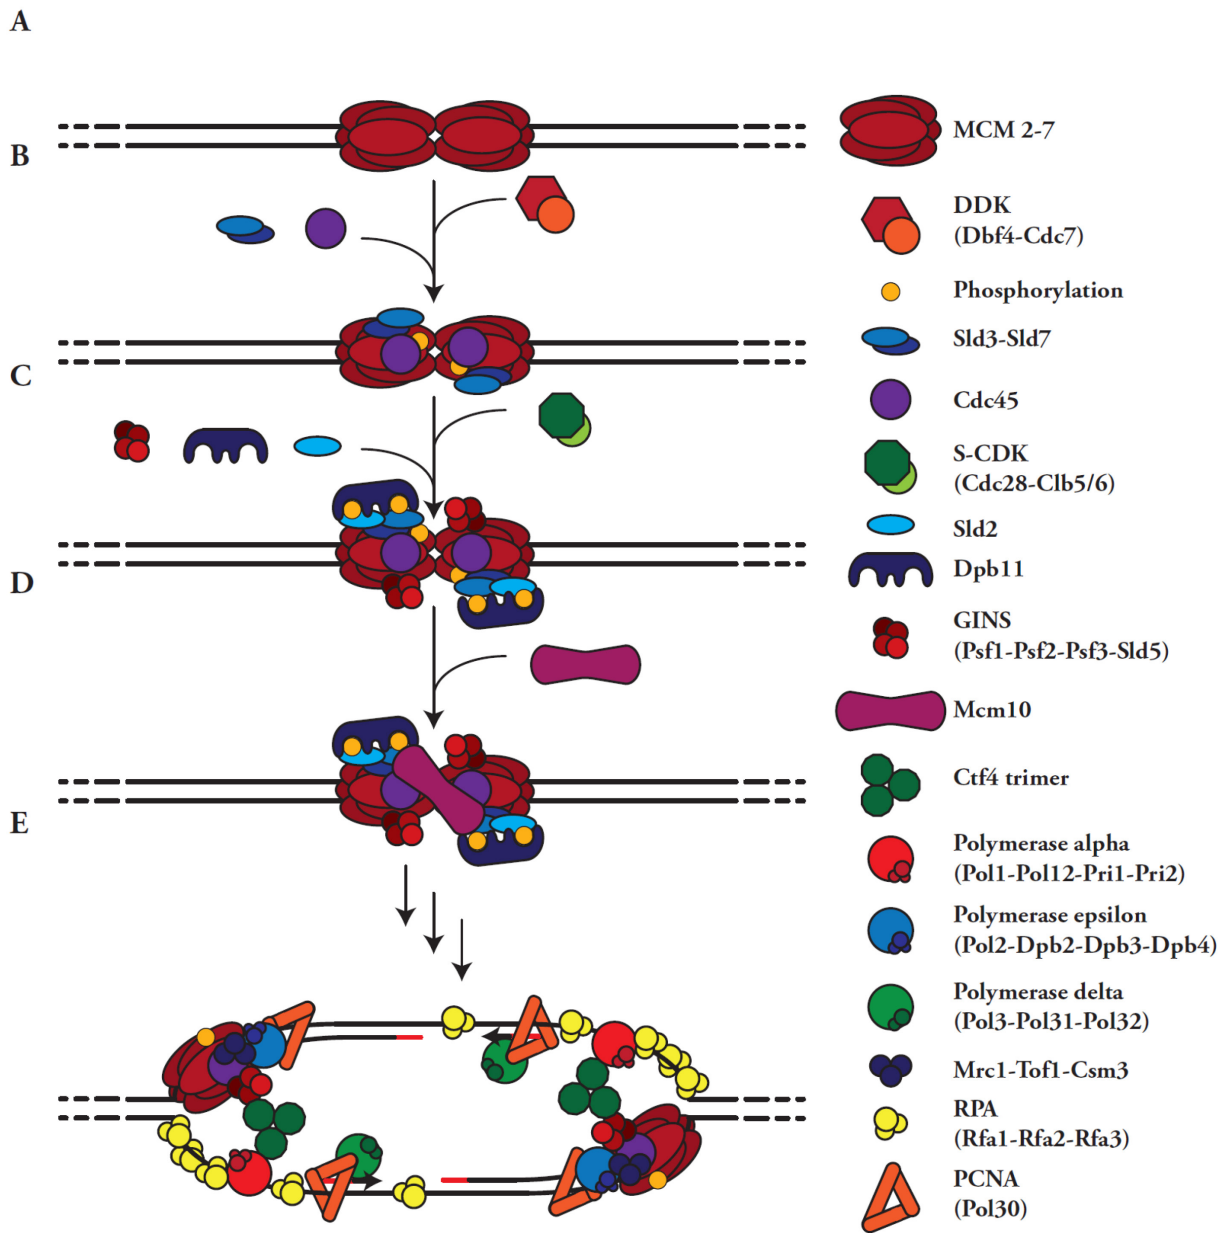 A
B
C
D
E
MCM 2-7
DDK
(Dbf4-Cdc7)
Phosphorylation
Sld3-Sld7
Cdc45
S-CDK
(Cdc28-Clb5/6)
Sld2
Dpb11
GINS
(Psf1-Psf2-Psf3-Sld5)
Mcm10
Ctf4 trimer
Polymerase alpha
(Pol1-Pol12-Pri1-Pri2)
Polymerase epsilon
(Pol2-Dpb2-Dpb3-Dpb4)
Polymerase delta
(Pol3-Pol31-Pol32)
Mrc1-Tof1-Csm3
RPA
(Rfa1-Rfa2-Rfa3)
PCNA
(Pol30)